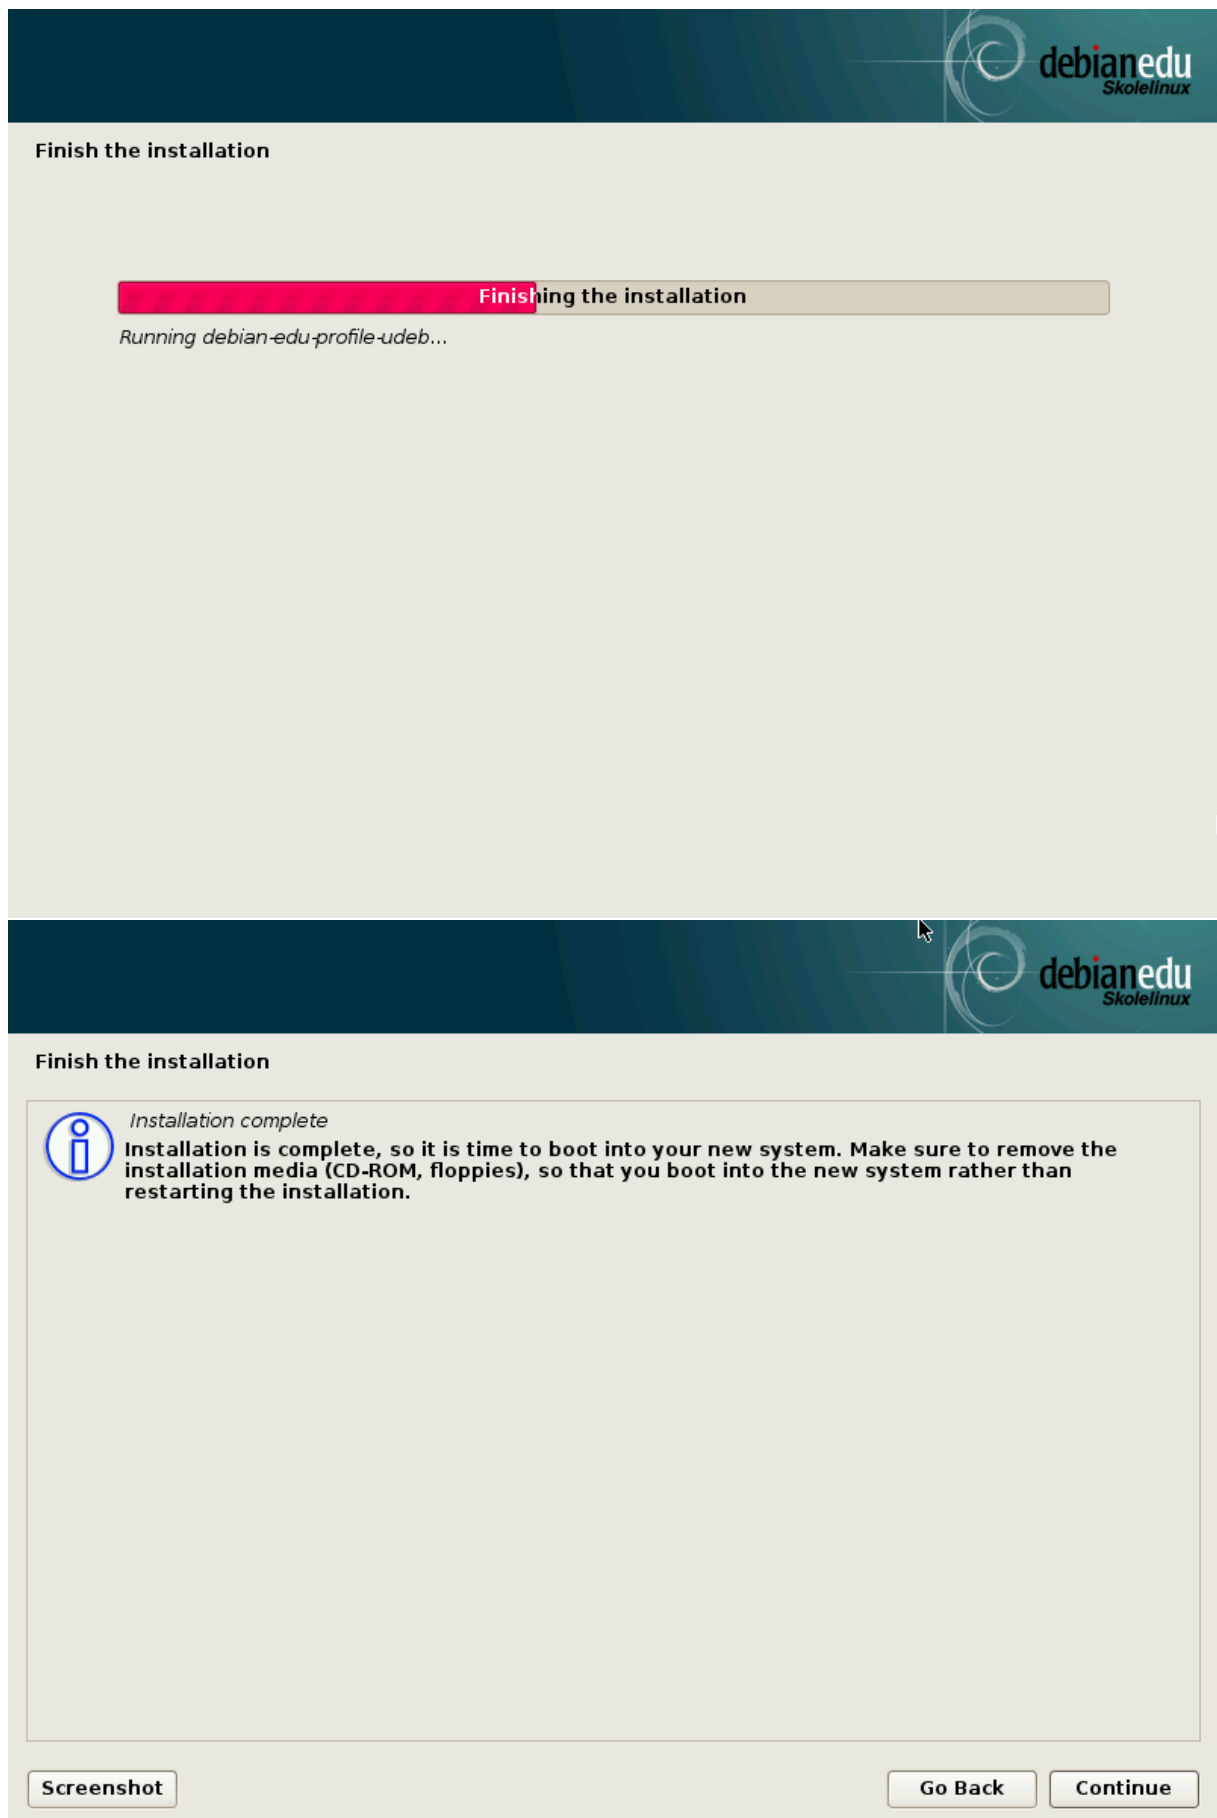 debianedu
Skolelinux
Finish the installation
Finishing the installation
Running debian-edu-profile-udeb...
debianedu
Skolelinux
Finish the installation
Installation complete
Installation is complete, so it is time to boot into your new system. Make sure to remove the
installation media (CD-ROM, floppies), so that you boot into the new system rather than
restarting the installation.
Screenshot
Go Back
Continue